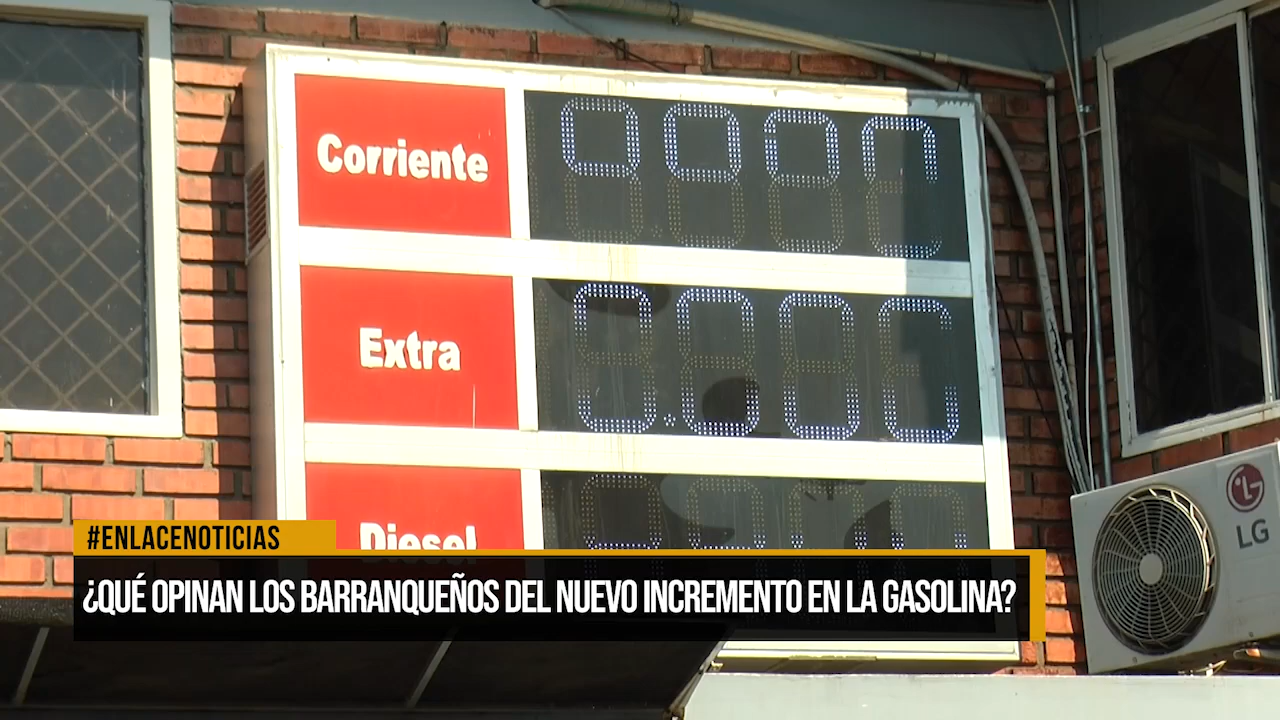 Corriente
Extra
Diesel
LG
#ENLACENOTICIAS
¿QUÉ OPINAN LOS BARRANQUEÑOS DEL NUEVO INCREMENTO EN LA GASOLINA?